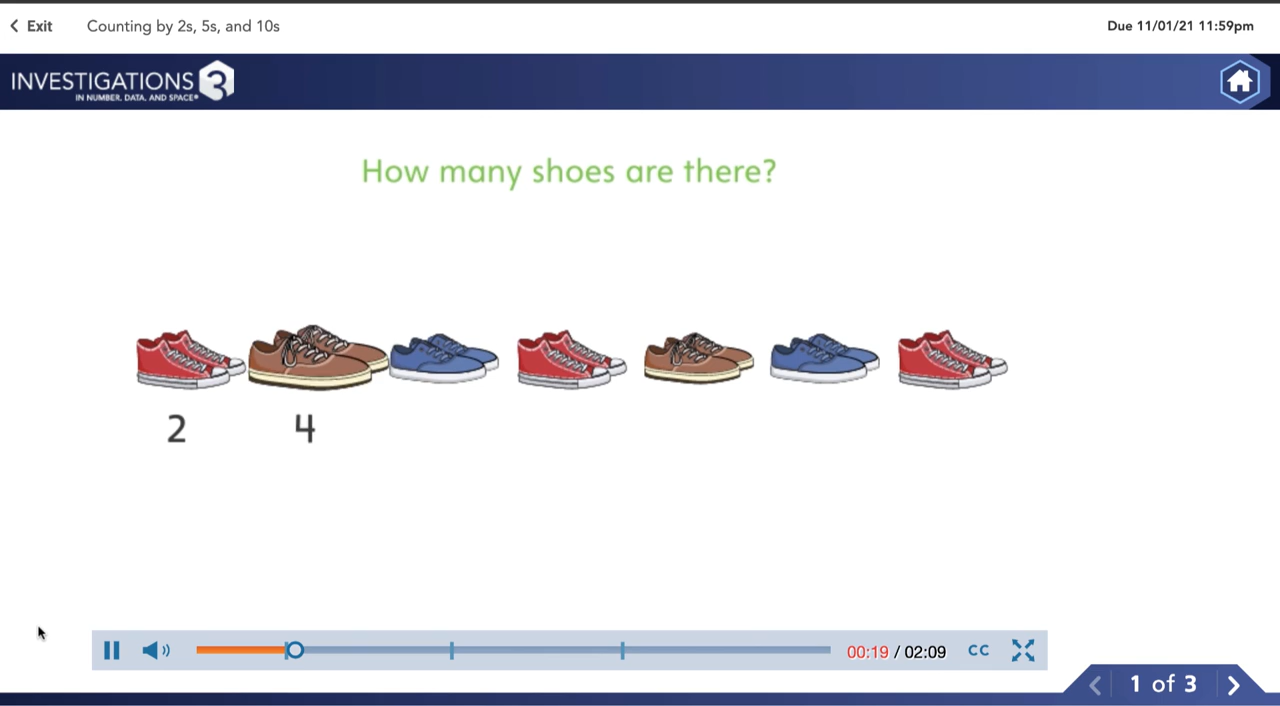 Exit
Counting by 2s, 5s, and 10s
Due 11/01/21 11:59pm
INVESTIGATIONS 3
IN NUMBER, DATA, AND SPACE®
How many shoes are there?
2 4
00:19 / 02:09 CC
1 of 3